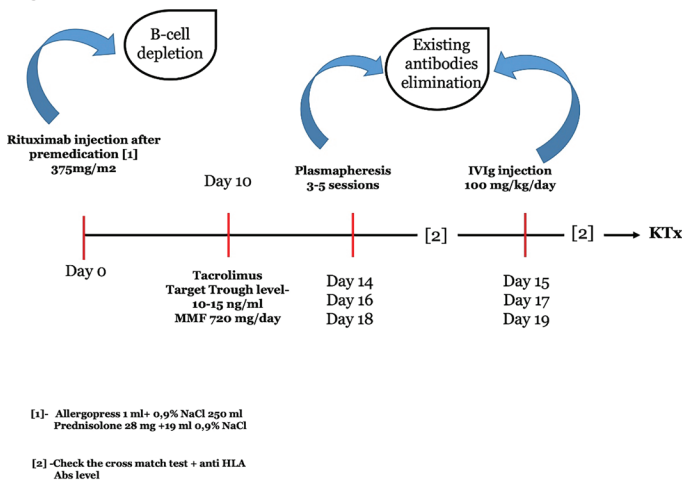 B-cell
depletion
Existing
antibodies
elimination
Rituximab injection after
premedication [1]
375mg/m2
Day 10
Plasmapheresis
3-5 sessions
IVIg injection
100 mg/kg/day
[2]
[2]
KTx
Day 0
Tacrolimus
Target Trough level-
10-15 ng/ml
MMF 720 mg/day
Day 14
Day 16
Day 18
Day 15
Day 17
Day 19
[1]- Allergopress 1 ml+ 0,9% NaCl 250 ml
Prednisolone 28 mg +19 ml 0,9% NaCl
[2] -Check the cross match test + anti HLA
Abs level